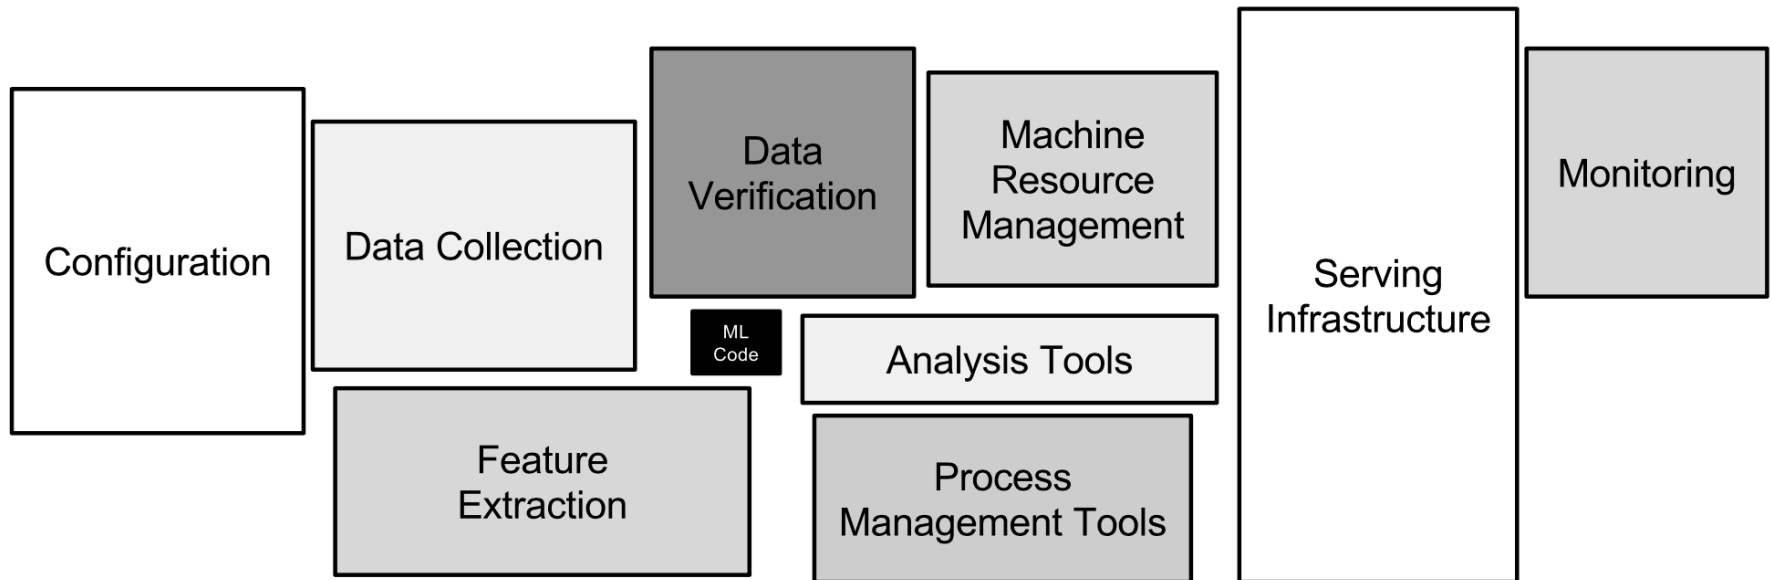 Configuration
Data Collection
Data
Verification
Machine
Resource
Management
Serving
Infrastructure
Monitoring
ML
Code
Analysis Tools
Feature
Extraction
Process
Management Tools